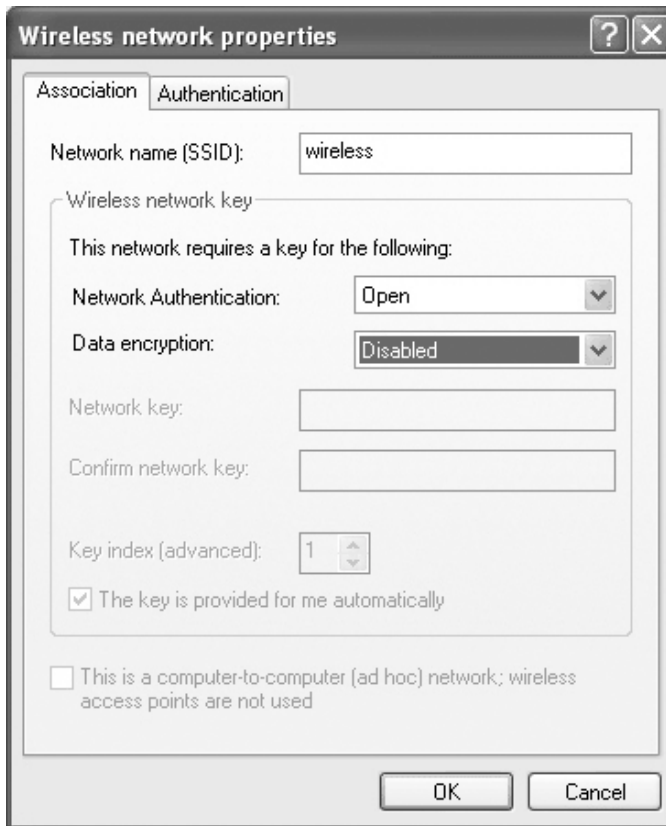 Wireless network properties
Association
Authentication
Network name (SSID):
wireless
Wireless network key
This network requires a key for the following:
Network Authentication:
Open
Data encryption:
Disabled
Network key:
Confirm network key:
Key index (advanced):
1
The key is provided for me automatically
This is a computer-to-computer (ad hoc) network; wireless
access points are not used
OK
Cancel